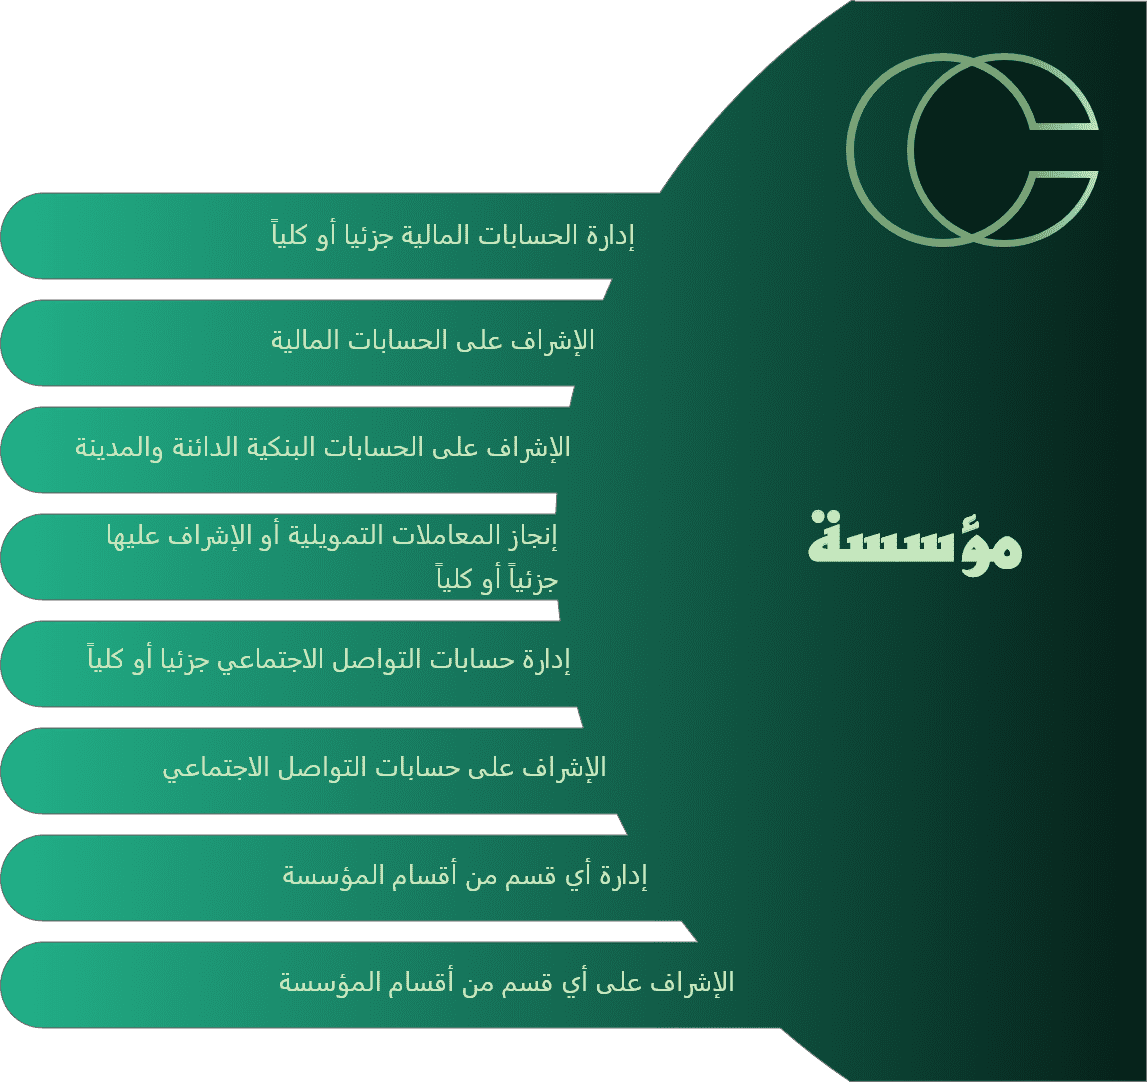 إدارة الحسابات المالية جزئيا أو كلياً
الإشراف على الحسابات المالية
الإشراف على الحسابات البنكية الدائنة والمدينة
إنجاز المعاملات التمويلية أو الإشراف عليها
جزئياً أو كلياً
مؤسسة
إدارة حسابات التواصل الاجتماعي جزئيا أو كلياً
الإشراف على حسابات التواصل الاجتماعي
إدارة أي قسم من أقسام المؤسسة
الإشراف على أي قسم من أقسام المؤسسة